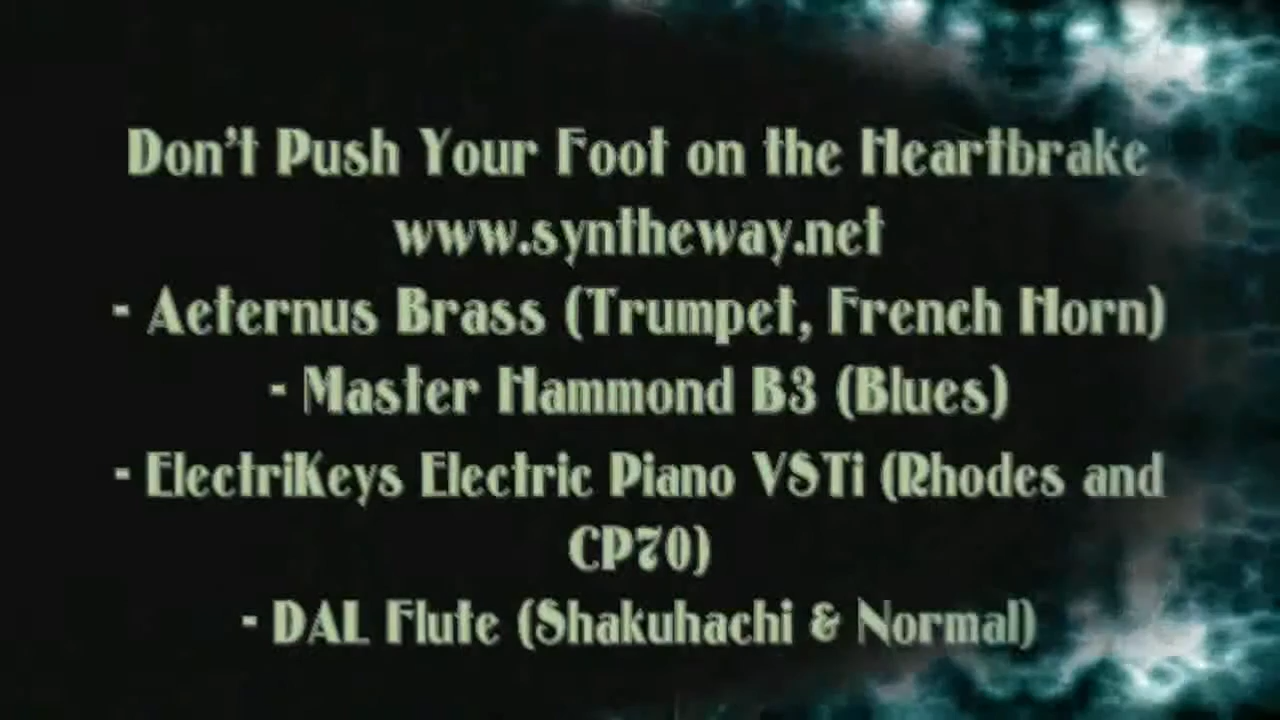 Don't Push Your Foot on the Heartbrake
www.syntheway.net
- Aeternus Brass (Trumpet, French Horn)
- Master Hammond B3 (Blues)
- ElectriKeys Electric Piano VSTi (Rhodes and
CP70)
- DAL Flute (Shakuhachi & Normal)